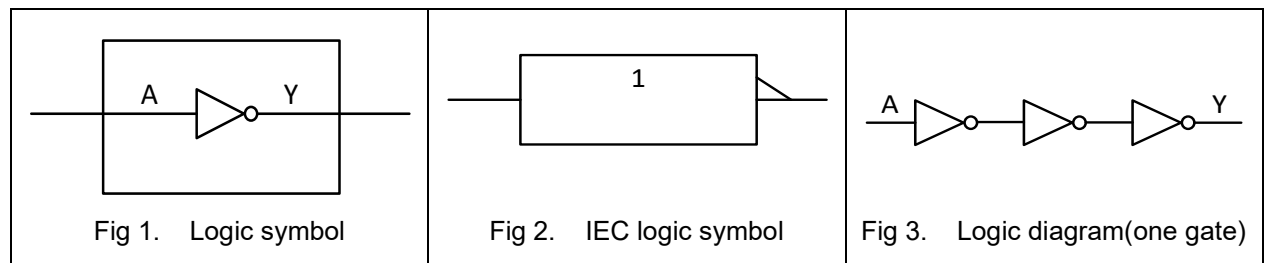 A Y
Fig 1. Logic symbol
1
Fig 2. IEC logic symbol
A Y
Fig 3. Logic diagram(one gate)